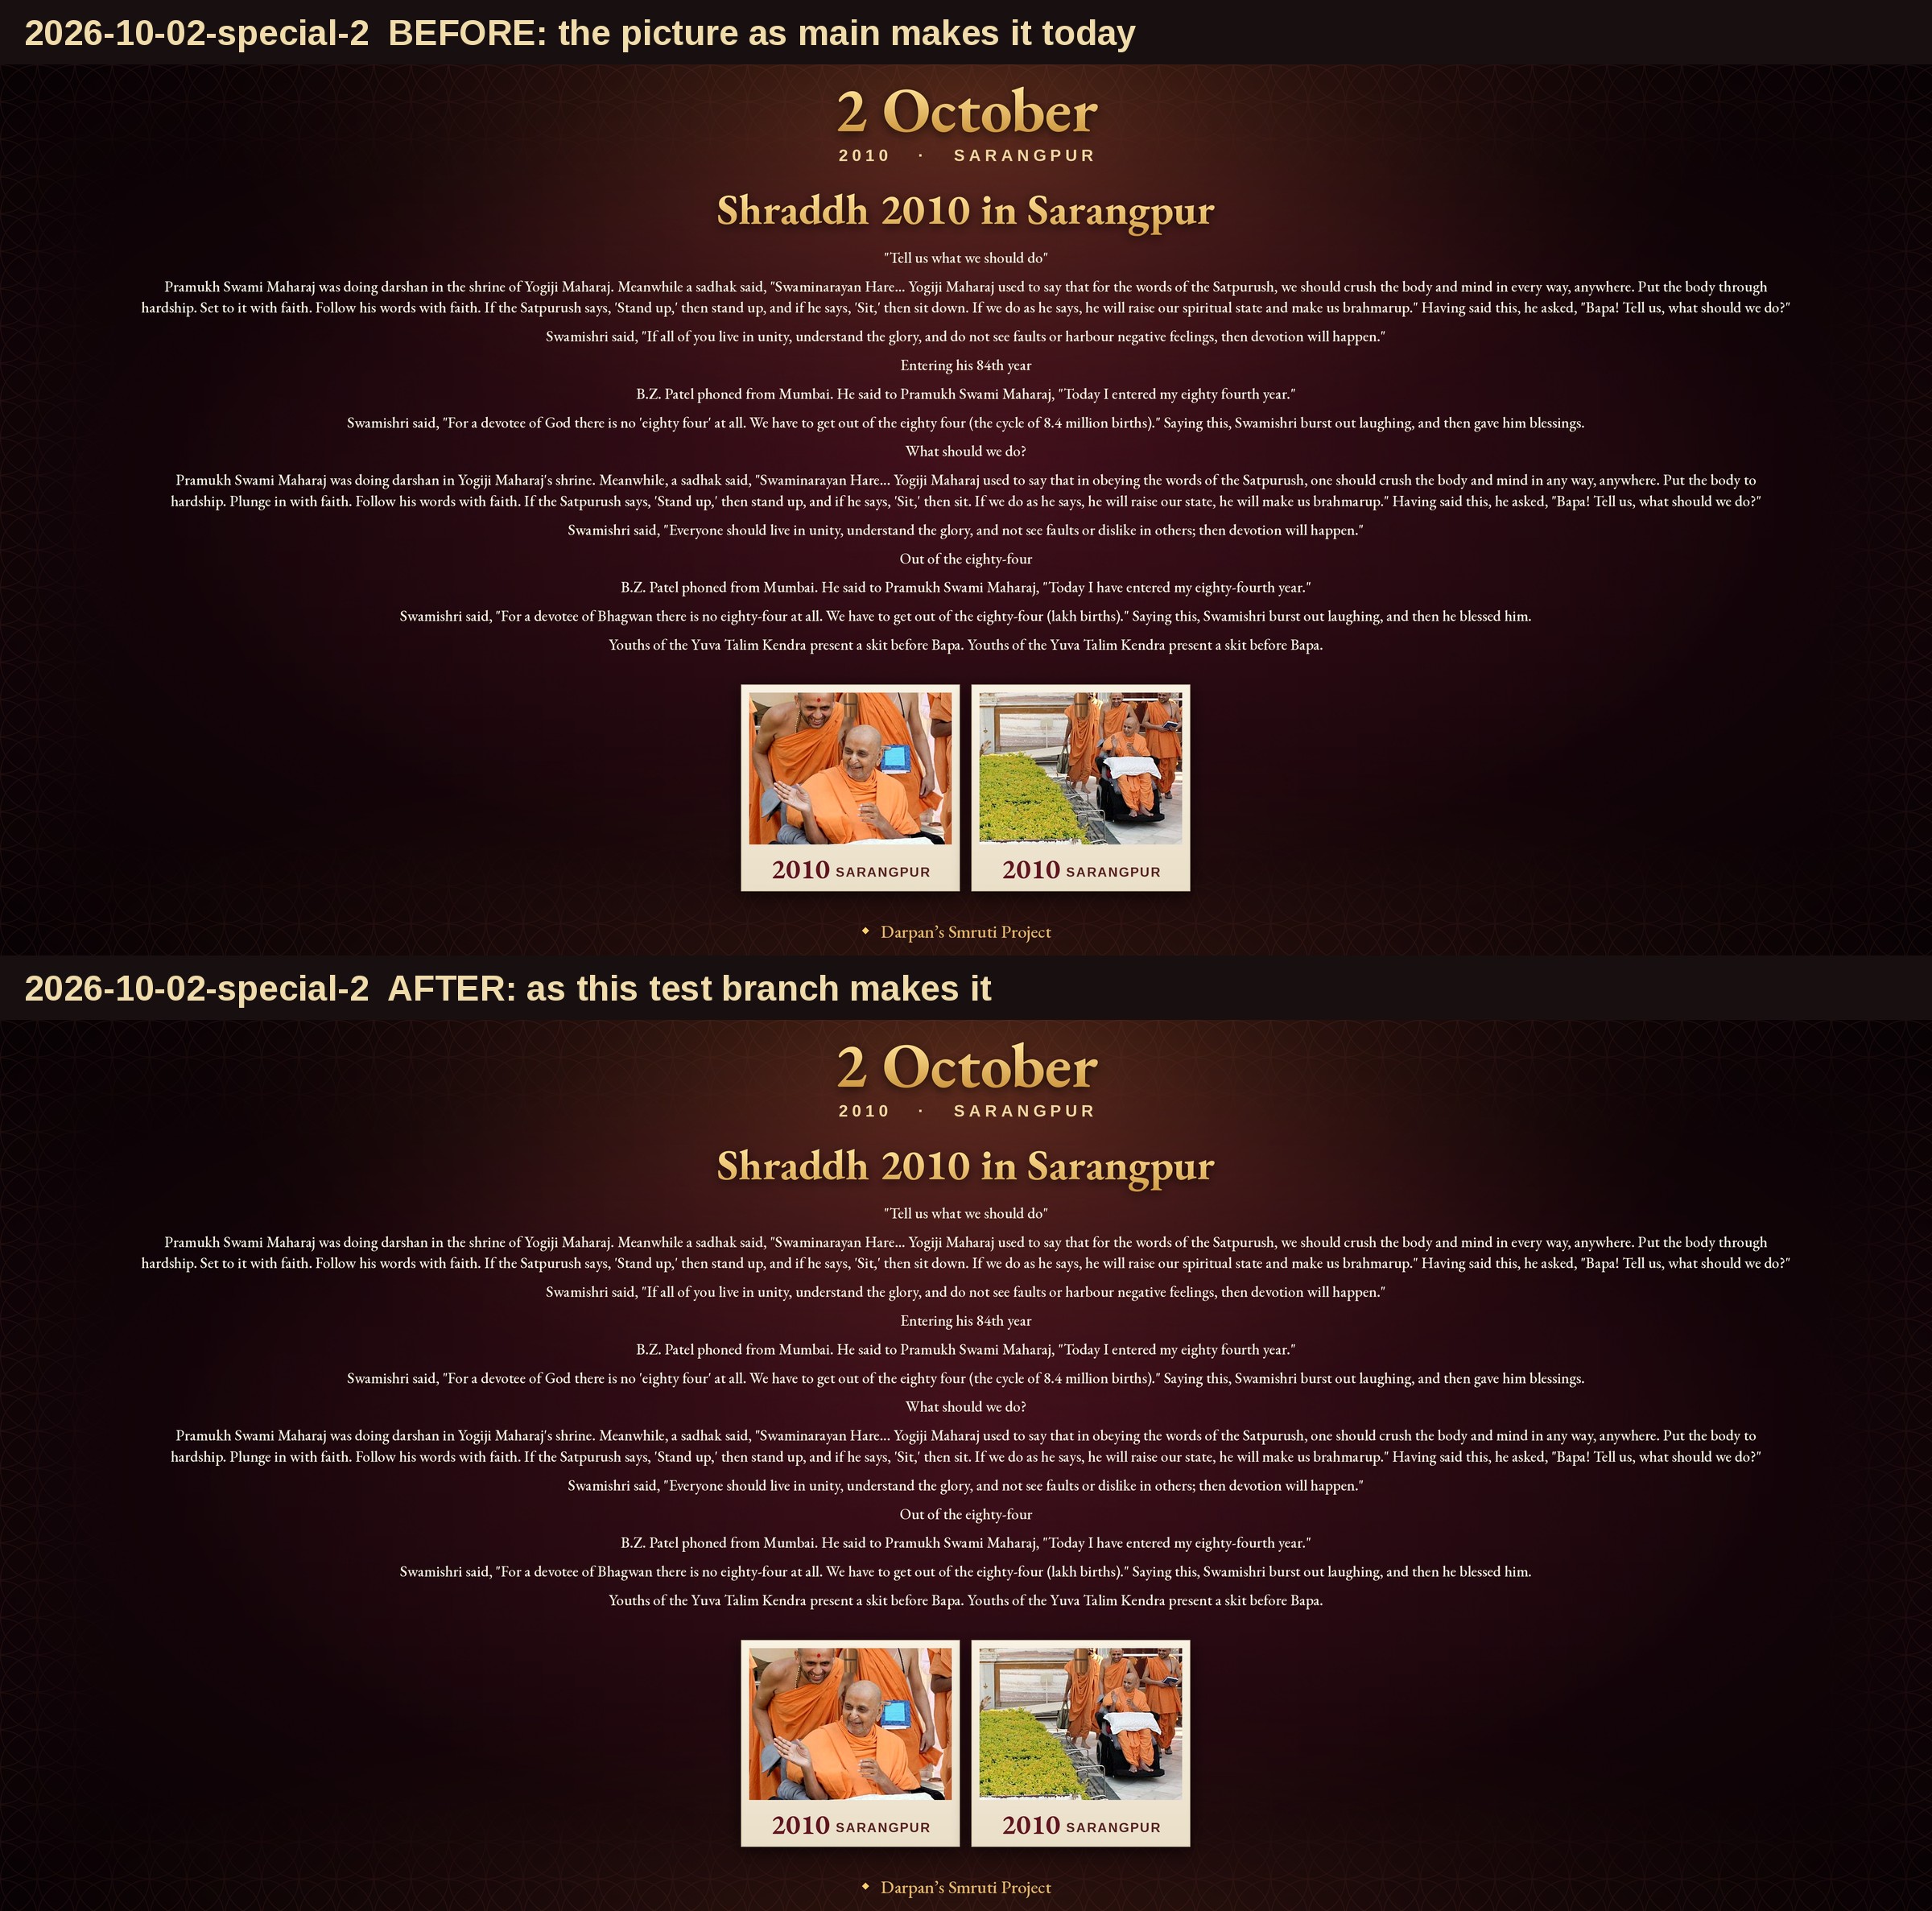 2026-10-02-special-2 BEFORE: the picture as main makes it today
2 October
2010 · SARANGPUR
Shraddh 2010 in Sarangpur
"Tell us what we should do"
Pramukh Swami Maharaj was doing darshan in the shrine of Yogiji Maharaj. Meanwhile a sadhak said, "Swaminarayan Hare... Yogiji Maharaj used to say that for the words of the Satpurush, we should crush the body and mind in every way, anywhere. Put the body through
hardship. Set to it with faith. Follow his words with faith. If the Satpurush says, 'Stand up,' then stand up, and if he says, 'Sit,' then sit down. If we do as he says, he will raise our spiritual state and make us brahmarup." Having said this, he asked, "Bapa! Tell us, what should we do?"
Swamishri said, "If all of you live in unity, understand the glory, and do not see faults or harbour negative feelings, then devotion will happen."
Entering his 84th year
B.Z. Patel phoned from Mumbai. He said to Pramukh Swami Maharaj, "Today I entered my eighty fourth year."
Swamishri said, "For a devotee of God there is no 'eighty four' at all. We have to get out of the eighty four (the cycle of 8.4 million births)." Saying this, Swamishri burst out laughing, and then gave him blessings.
What should we do?
Pramukh Swami Maharaj was doing darshan in Yogiji Maharaj's shrine. Meanwhile, a sadhak said, "Swaminarayan Hare... Yogiji Maharaj used to say that in obeying the words of the Satpurush, one should crush the body and mind in any way, anywhere. Put the body to
hardship. Plunge in with faith. Follow his words with faith. If the Satpurush says, 'Stand up,' then stand up, and if he says, 'Sit,' then sit. If we do as he says, he will raise our state, he will make us brahmarup." Having said this, he asked, "Bapa! Tell us, what should we do?"
Swamishri said, "Everyone should live in unity, understand the glory, and not see faults or dislike in others; then devotion will happen."
Out of the eighty-four
B.Z. Patel phoned from Mumbai. He said to Pramukh Swami Maharaj, "Today I have entered my eighty-fourth year."
Swamishri said, "For a devotee of Bhagwan there is no eighty-four at all. We have to get out of the eighty-four (lakh births)." Saying this, Swamishri burst out laughing, and then he blessed him.
Youths of the Yuva Talim Kendra present a skit before Bapa. Youths of the Yuva Talim Kendra present a skit before Bapa.
2010 SARANGPUR
2010 SARANGPUR
Darpan’s Smruti Project
2026-10-02-special-2 AFTER: as this test branch makes it
2 October
2010 · SARANGPUR
Shraddh 2010 in Sarangpur
"Tell us what we should do"
Pramukh Swami Maharaj was doing darshan in the shrine of Yogiji Maharaj. Meanwhile a sadhak said, "Swaminarayan Hare... Yogiji Maharaj used to say that for the words of the Satpurush, we should crush the body and mind in every way, anywhere. Put the body through
hardship. Set to it with faith. Follow his words with faith. If the Satpurush says, 'Stand up,' then stand up, and if he says, 'Sit,' then sit down. If we do as he says, he will raise our spiritual state and make us brahmarup." Having said this, he asked, "Bapa! Tell us, what should we do?"
Swamishri said, "If all of you live in unity, understand the glory, and do not see faults or harbour negative feelings, then devotion will happen."
Entering his 84th year
B.Z. Patel phoned from Mumbai. He said to Pramukh Swami Maharaj, "Today I entered my eighty fourth year."
Swamishri said, "For a devotee of God there is no 'eighty four' at all. We have to get out of the eighty four (the cycle of 8.4 million births)." Saying this, Swamishri burst out laughing, and then gave him blessings.
What should we do?
Pramukh Swami Maharaj was doing darshan in Yogiji Maharaj's shrine. Meanwhile, a sadhak said, "Swaminarayan Hare... Yogiji Maharaj used to say that in obeying the words of the Satpurush, one should crush the body and mind in any way, anywhere. Put the body to
hardship. Plunge in with faith. Follow his words with faith. If the Satpurush says, 'Stand up,' then stand up, and if he says, 'Sit,' then sit. If we do as he says, he will raise our state, he will make us brahmarup." Having said this, he asked, "Bapa! Tell us, what should we do?"
Swamishri said, "Everyone should live in unity, understand the glory, and not see faults or dislike in others; then devotion will happen."
Out of the eighty-four
B.Z. Patel phoned from Mumbai. He said to Pramukh Swami Maharaj, "Today I have entered my eighty-fourth year."
Swamishri said, "For a devotee of Bhagwan there is no eighty-four at all. We have to get out of the eighty-four (lakh births)." Saying this, Swamishri burst out laughing, and then he blessed him.
Youths of the Yuva Talim Kendra present a skit before Bapa. Youths of the Yuva Talim Kendra present a skit before Bapa.
2010 SARANGPUR
2010 SARANGPUR
Darpan’s Smruti Project